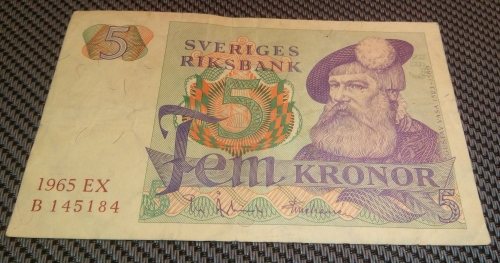 5
SVERIGES
RIKSBANK
5
Fem KRONOR
1965 EX
B 145184
5